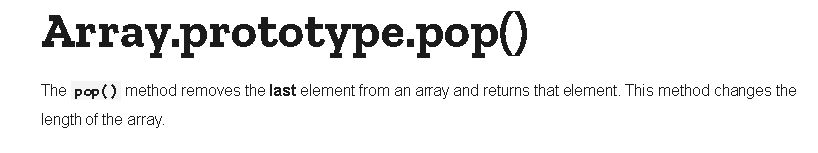 Array.prototype.pop()
The pop() method removes the last element from an array and returns that element. This method changes the
length of the array.